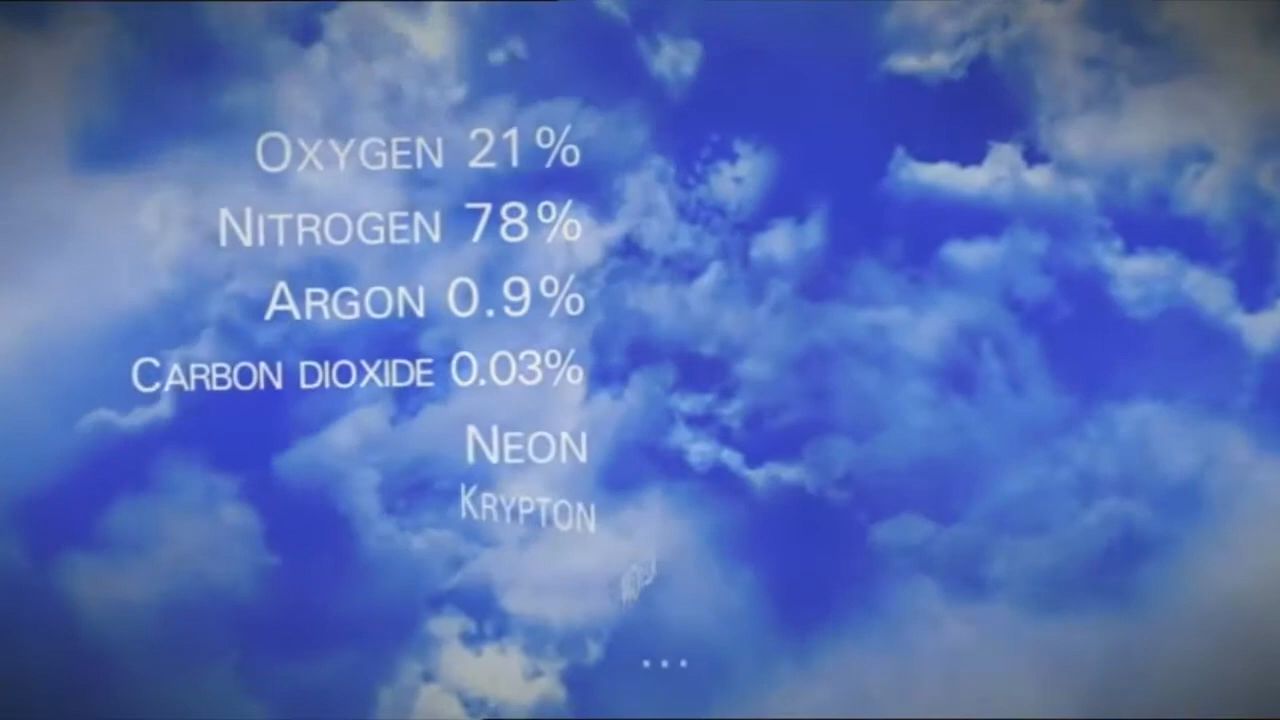 OXYGEN 21%
NITROGEN 78%
ARGON 0.9%
CARBON DIOXIDE 0.03%
NEON
KRYPTON
...